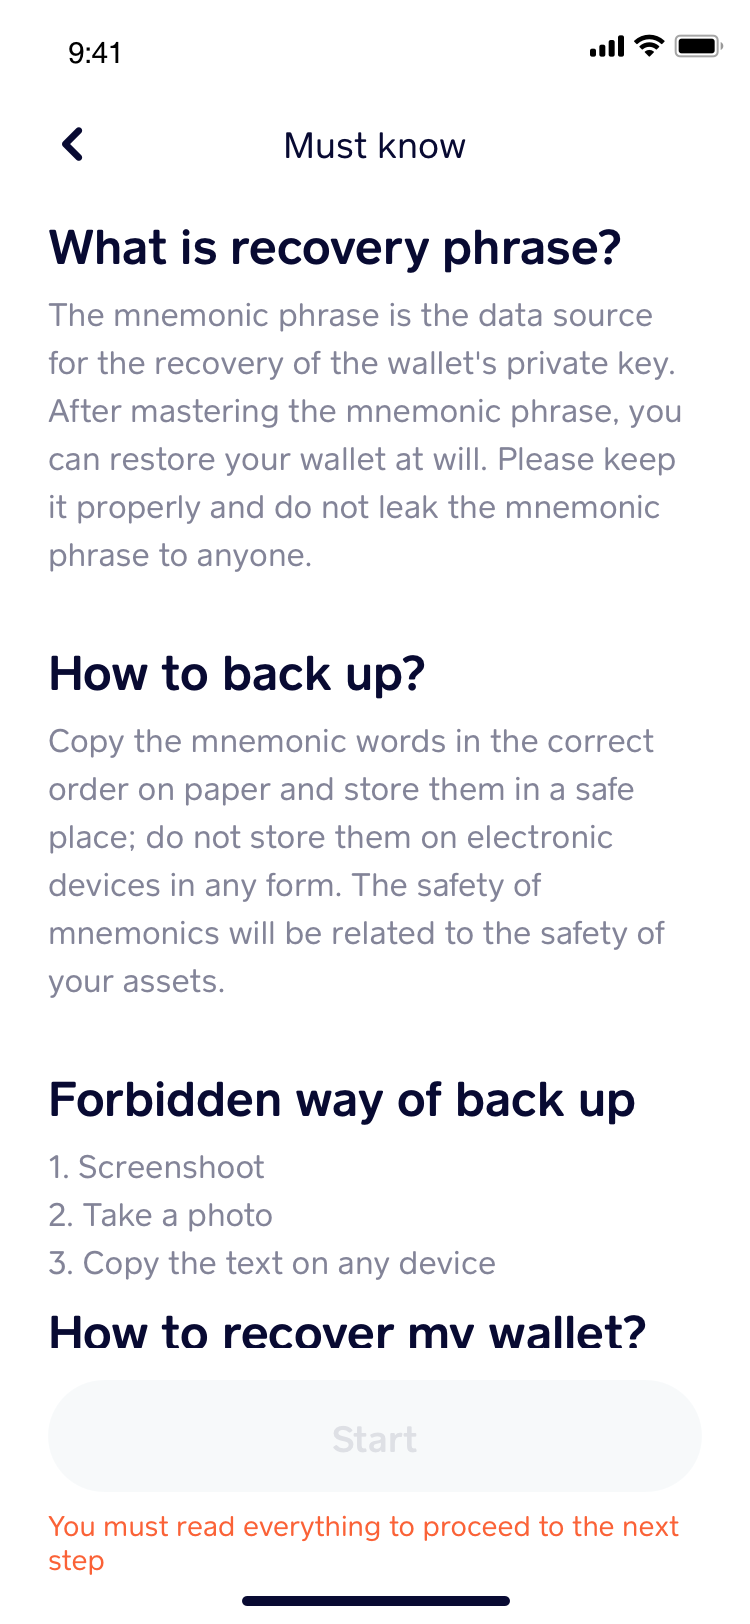 9:41
Must know
What is recovery phrase?
The mnemonic phrase is the data source
for the recovery of the wallet's private key.
After mastering the mnemonic phrase, you
can restore your wallet at will. Please keep
it properly and do not leak the mnemonic
phrase to anyone.
How to back up?
Copy the mnemonic words in the correct
order on paper and store them in a safe
place; do not store them on electronic
devices in any form. The safety of
mnemonics will be related to the safety of
your assets.
Forbidden way of back up
1. Screenshoot
2. Take a photo
3. Copy the text on any device
How to recover my wallet?
Start
You must read everything to proceed to the next
step